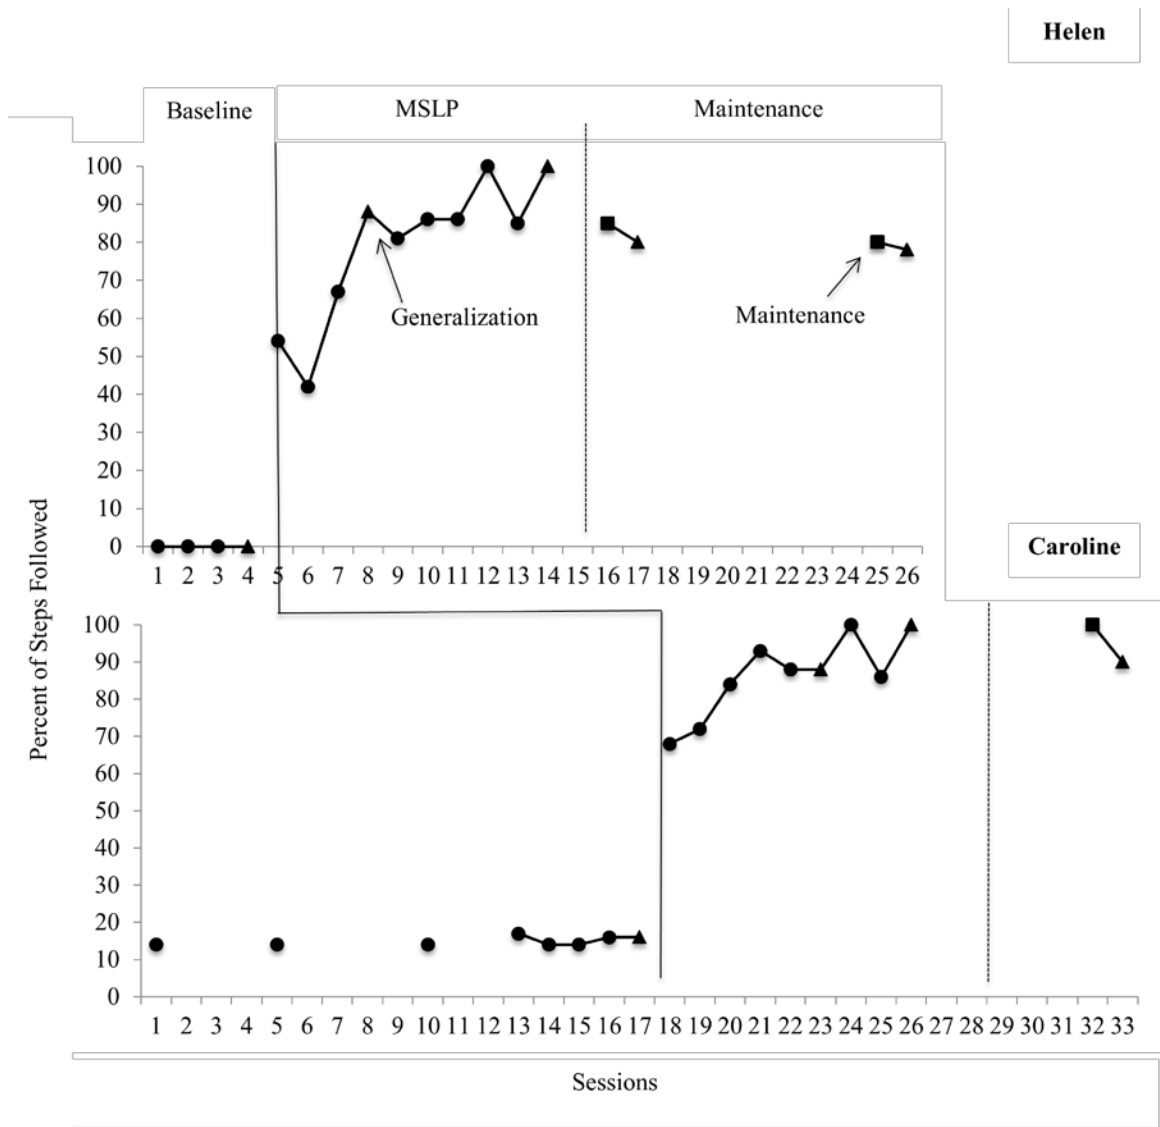 Helen
Baseline MSLP Maintenance
100
90
80
70
60
50
40
30
20
10
0
Generalization
Maintenance
1 2 3 4 5 6 7 8 9 10 11 12 13 14 15 16 17 18 19 20 21 22 23 24 25 26
Percent of Steps Followed
Caroline
100
90
80
70
60
50
40
30
20
10
0
1 2 3 4 5 6 7 8 9 10 11 12 13 14 15 16 17 18 19 20 21 22 23 24 25 26 27 28 29 30 31 32 33
Sessions